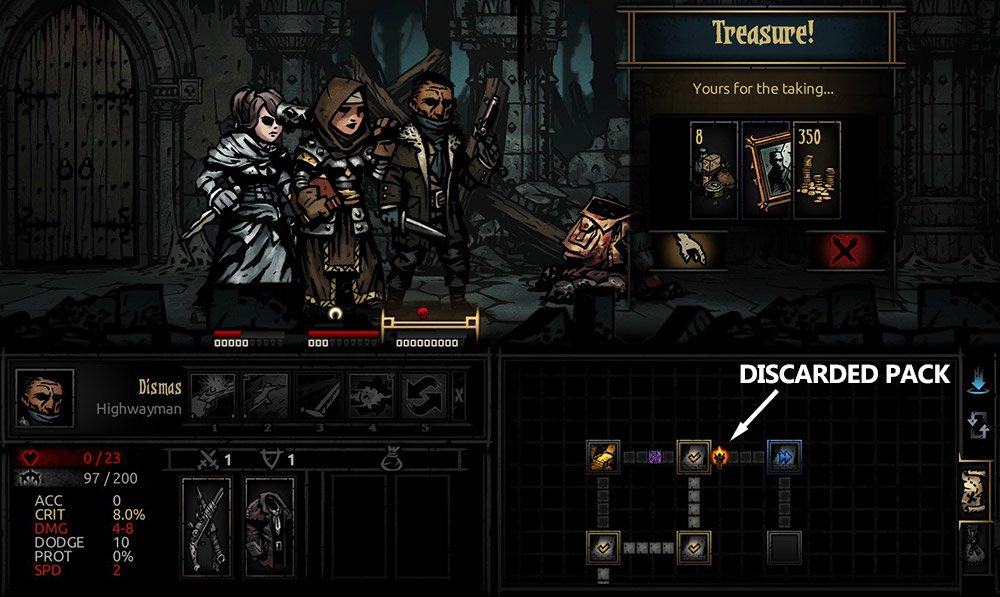 Treasure!
Yours for the taking...
8
350
DISCARDED PACK
Dismas
Highwayman
1
2
3
4
5
0/23
97/200
1
1
ACC 0
CRIT 8.0%
DMG 4-8
DODGE 10
PROT 0%
SPD 2